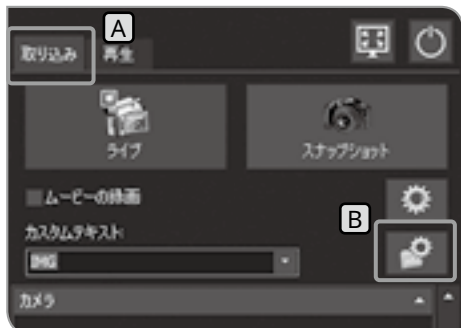 A
取り込み 再生
ライブ スナップショット
ムービーの録画
B
カスタムテキスト
IMG
カメラ